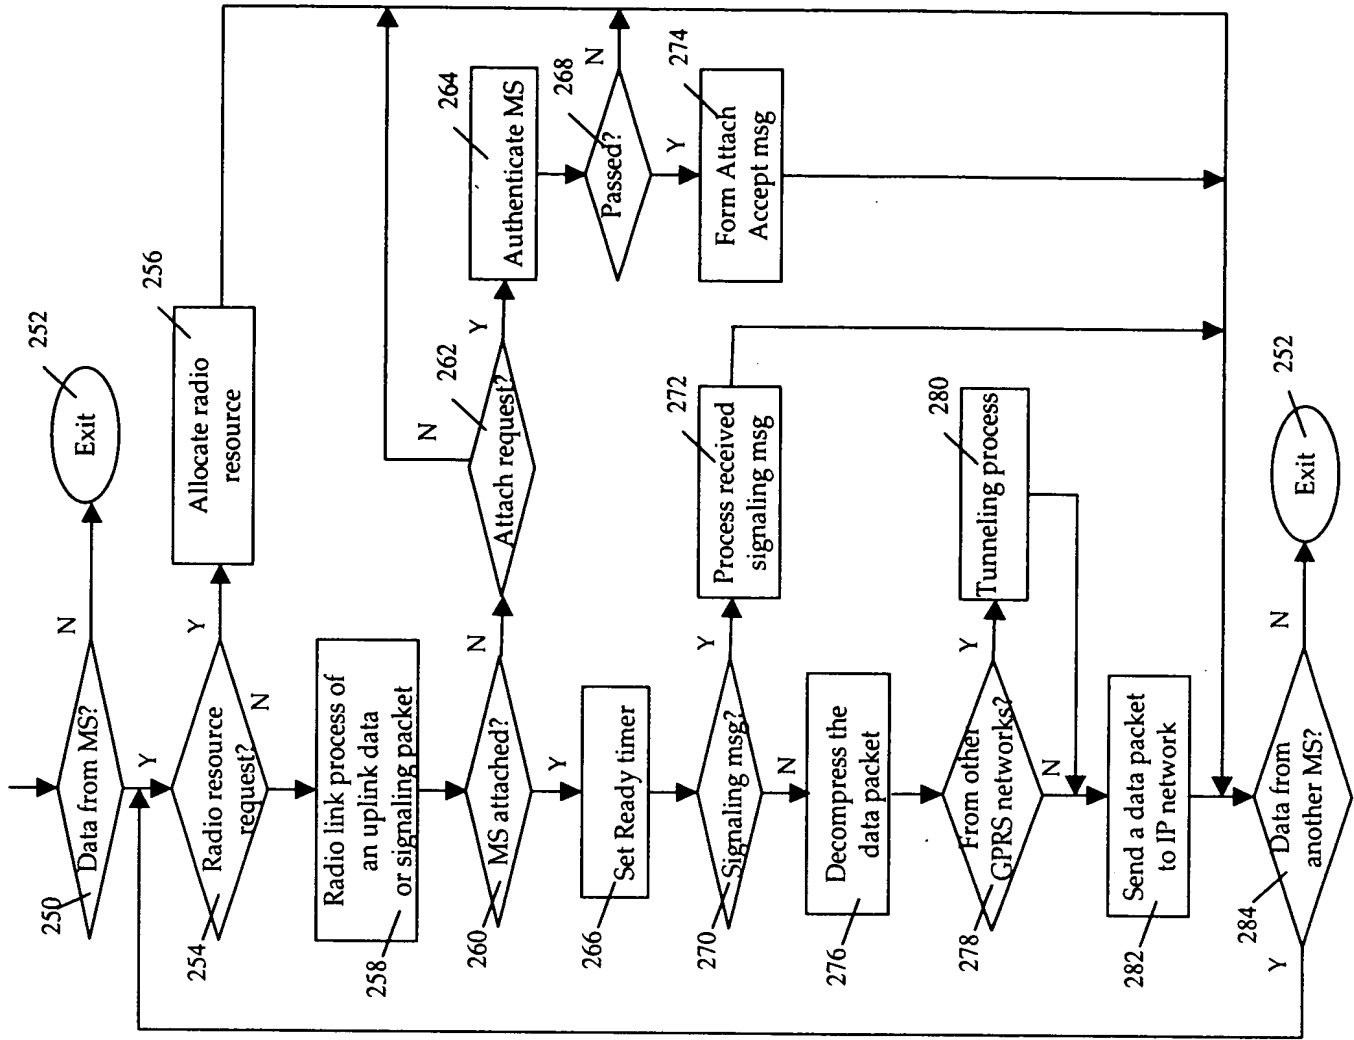 250
Data from MS?
N
Exit
252
Y
254
Radio resource
request?
Y
N
Allocate radio
resource
256
Radio link process of
an uplink data
or signaling packet
258
260
MS attached?
N
Y
Attach request?
262
N
Y
Authenticate MS
264
Passed?
268
N
Y
Form Attach
Accept msg
274
266
Set Ready timer
270
Signaling msg?
Y
N
Process received
signaling msg
272
276
Decompress the
data packet
278
From other
GPRS networks?
Y
N
Tunneling process
280
282
Send a data packet
to IP network
284
Data from
another MS?
Y
N
Exit
252